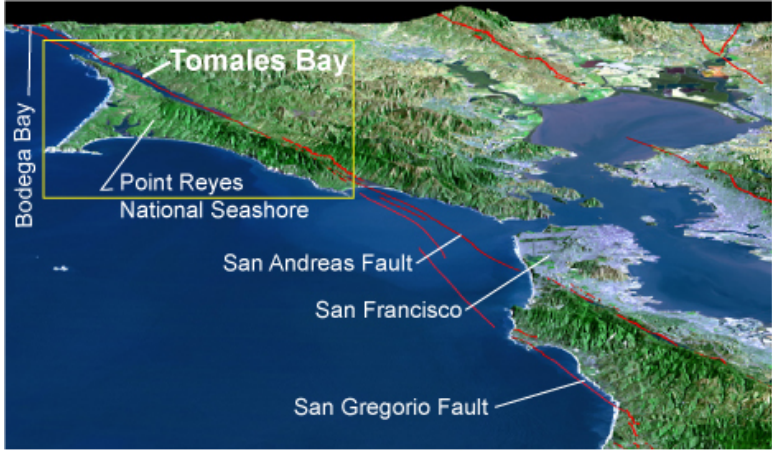 Tomales Bay
Bodega Bay
Point Reyes
National Seashore
San Andreas Fault
San Francisco
San Gregorio Fault